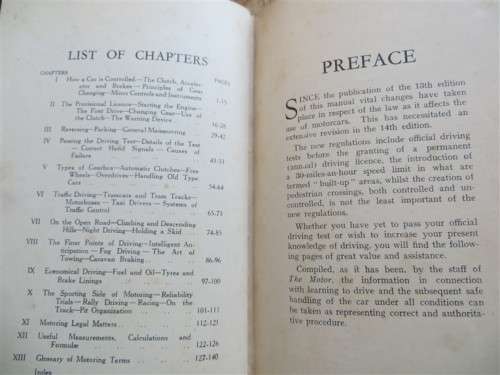 LIST OF CHAPTERS
CHAPTERS PAGES
I How a Car is Controlled—The Clutch, Acceler-
ator and Brakes—Principles of Gear
Changing—Minor Controls and Instruments 1-15
II The Provisional Licence—Starting the Engine—
The First Drive—Changing Gear—Use of
the Clutch—The Warning Device 16-28
III Reversing—Parking—General Manœuvring 29-42
IV Passing the Driving Test—Details of the Test
— Correct Hand Signals — Causes of
Failure 43-53
V Types of Gearbox—Automatic Clutches—Free
Wheels—Overdrives—Handling Old Type
Cars 54-64
VI Traffic Driving—Tramcars and Tram Tracks—
Motorbuses — Taxi Drivers — Systems of
Traffic Control 65-73
VII On the Open Road—Climbing and Descending
Hills—Night Driving—Holding a Skid 74-85
VIII The Finer Points of Driving—Intelligent An-
ticipation—Fog Driving — The Art of
Towing—Caravan Braking 86-96
IX Economical Driving—Fuel and Oil—Tyres and
Brake Linings 97-100
X The Sporting Side of Motoring—Reliability
Trials—Rally Driving—Racing—On the
Track—Pit Organization 101-111
XI Motoring Legal Matters 112-121
XII Useful Measurements, Calculations and
Formulæ 122-126
XIII Glossary of Motoring Terms 127-140
Index
PREFACE
SINCE the publication of the 13th edition
of this manual vital changes have taken
place in respect of the law as it affects the
use of motorcars. This has necessitated an
extensive revision in the 14th edition.
The new regulations include official driving
tests before the granting of a permanent
(annual) driving licence, the introduction of
a 30-miles-an-hour speed limit in what are
termed "built-up" areas, whilst the creation of
pedestrian crossings, both controlled and un-
controlled, is not the least important of the
new regulations.
Whether you have yet to pass your official
driving test or wish to increase your present
knowledge of driving, you will find the follow-
ing pages of great value and assistance.
Compiled, as it has been, by the staff of
The Motor, the information in connection
with learning to drive and the subsequent safe
handling of the car under all conditions can
be taken as representing correct and authorita-
tive procedure.